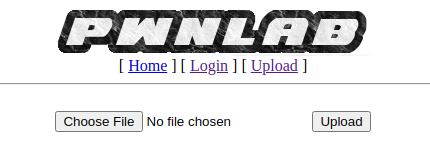 PWNLAB
[ Home ] [ Login ] [ Upload ]
Choose File No file chosen Upload